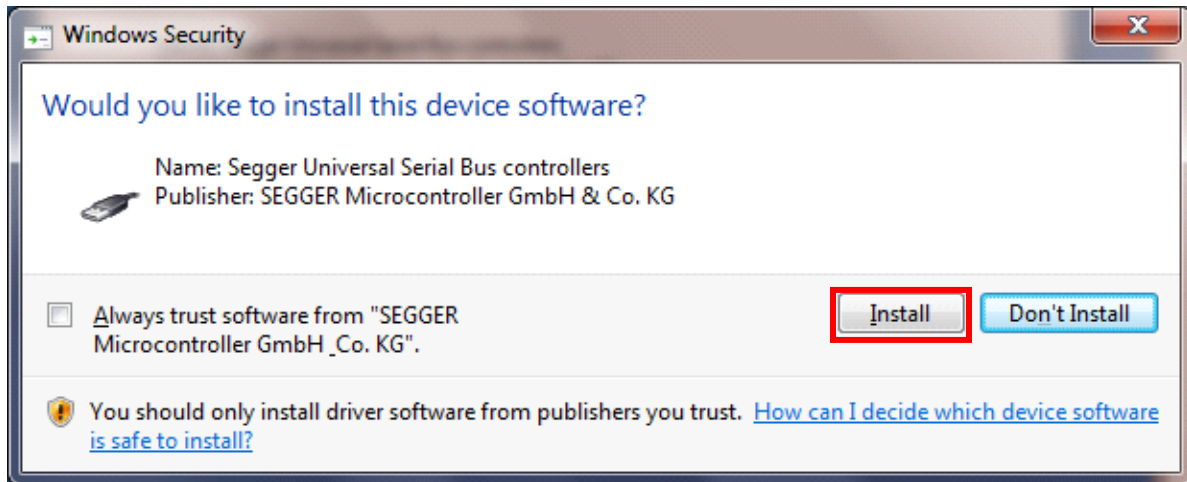 Windows Security
Would you like to install this device software?
Name: Segger Universal Serial Bus controllers
Publisher: SEGGER Microcontroller GmbH & Co. KG
Always trust software from "SEGGER
Microcontroller GmbH _Co. KG".
Install
Don't Install
You should only install driver software from publishers you trust. How can I decide which device software
is safe to install?